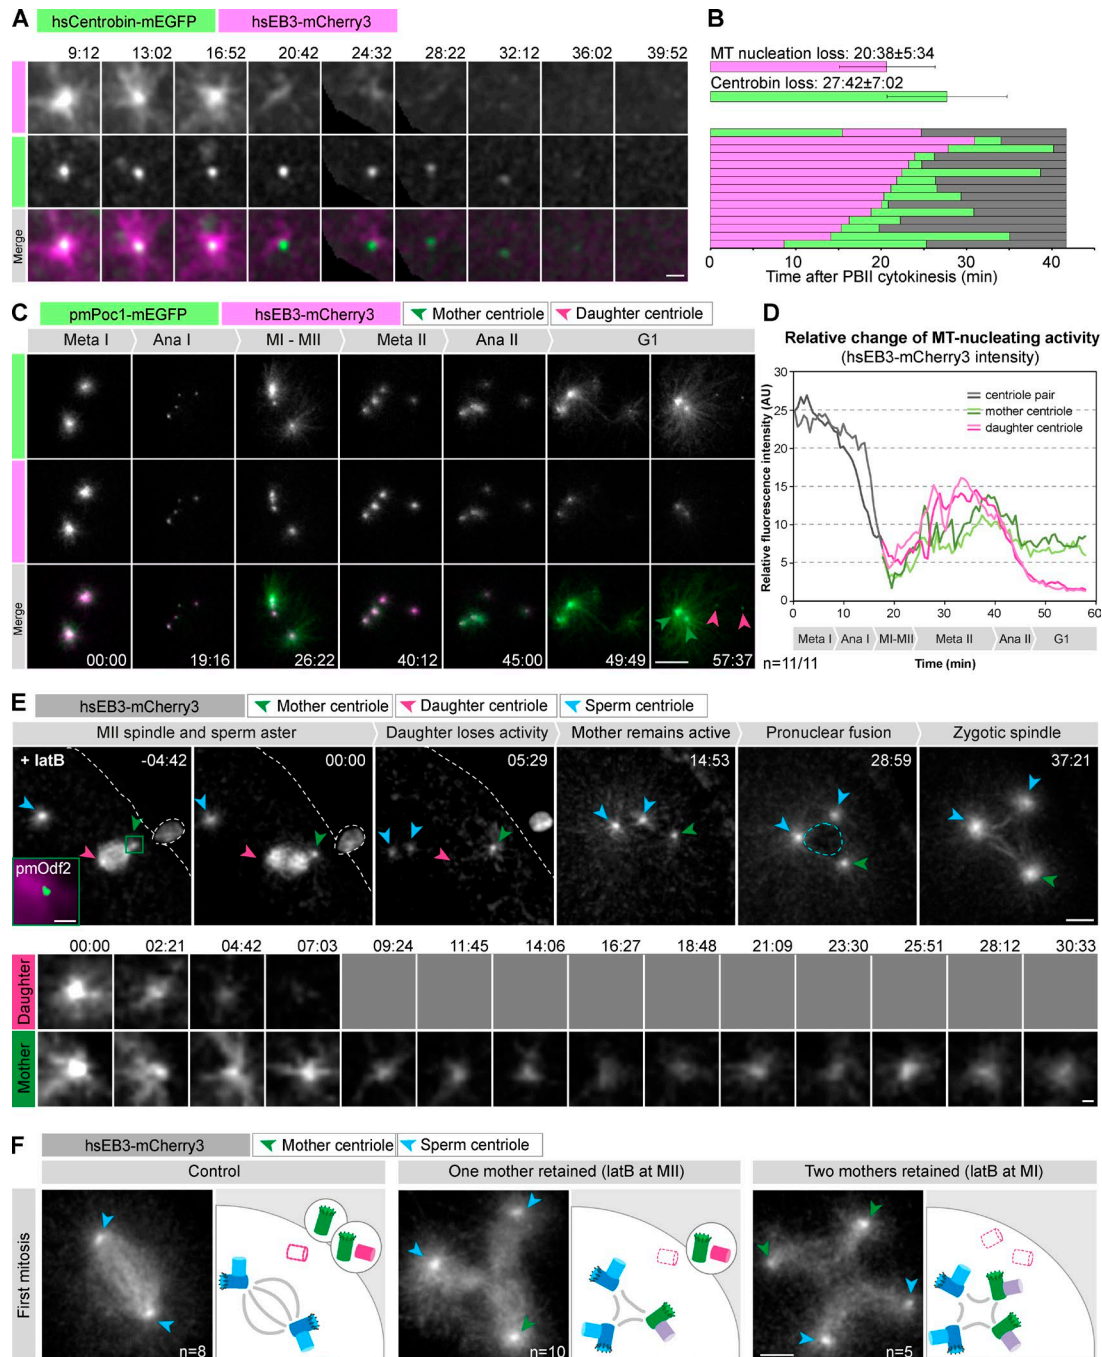 A
hsCentrobin-mEGFP hsEB3-mCherry3
9:12 13:02 16:52 20:42 24:32 28:22 32:12 36:02 39:52
Merge
B
MT nucleation loss: 20:38±5:34
Centrobin loss: 27:42±7:02
0 10 20 30 40
Time after PBII cytokinesis (min)
C
pmPoc1-mEGFP hsEB3-mCherry3 Mother centriole Daughter centriole
Meta I Ana I MI - MII Meta II Ana II G1
Merge
00:00 19:16 26:22 40:12 45:00 49:49 57:37
D
Relative change of MT-nucleating activity
(hsEB3-mCherry3 intensity)
Relative fluorescence intensity (AU)
30
25
20
15
10
5
0
centriole pair
mother centriole
daughter centriole
0 10 20 30 40 50 60
Meta I Ana I MI-MII Meta II Ana II G1
n=11/11 Time (min)
E
hsEB3-mCherry3 Mother centriole Daughter centriole Sperm centriole
MII spindle and sperm aster Daughter loses activity Mother remains active Pronuclear fusion Zygotic spindle
+ latB -04:42 00:00 05:29 14:53 28:59 37:21
pmOdf2
00:00 02:21 04:42 07:03 09:24 11:45 14:06 16:27 18:48 21:09 23:30 25:51 28:12 30:33
Daughter
Mother
F
hsEB3-mCherry3 Mother centriole Sperm centriole
Control One mother retained (latB at MII) Two mothers retained (latB at MI)
First mitosis
n=8 n=10 n=5